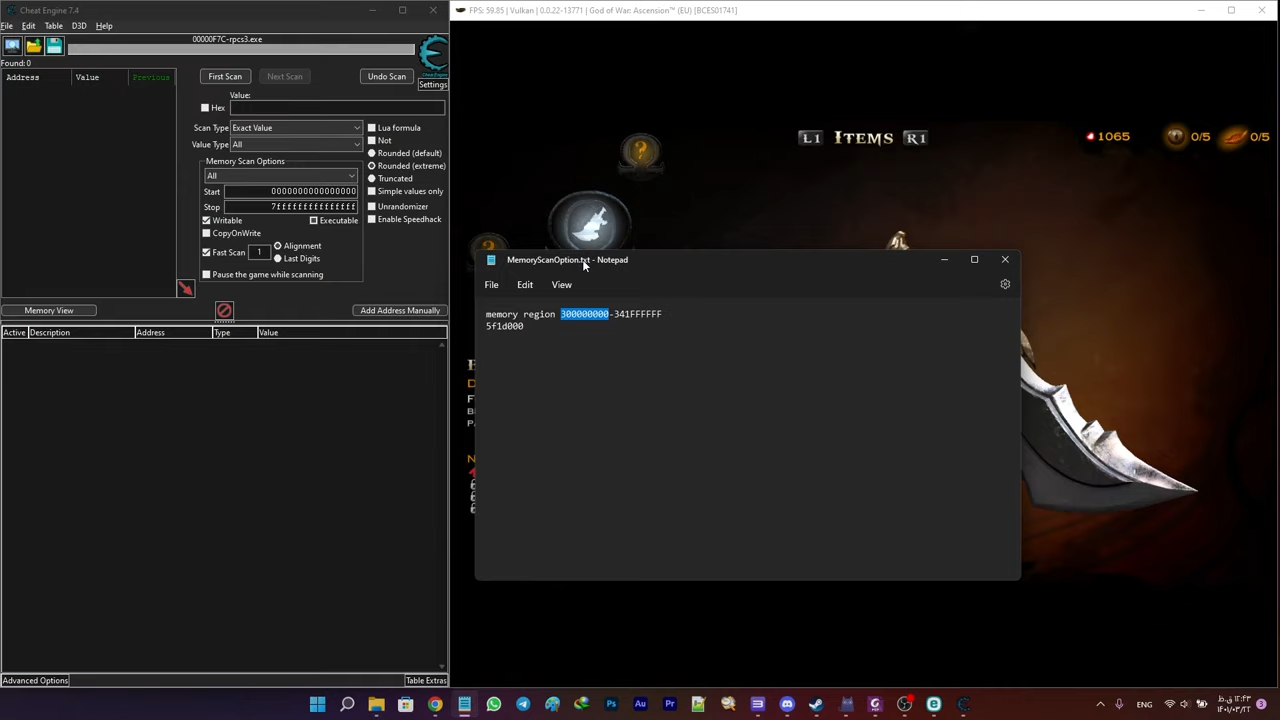 Cheat Engine 7.4
File Edit Table D3D Help
00000F7C-rpcs3.exe
Found: 0
Address Value Previous
First Scan Next Scan Undo Scan
Settings
Value:
Hex
Scan Type Exact Value
Value Type All
Lua formula
Not
Rounded (default)
Rounded (extreme)
Truncated
Simple values only
Unrandomizer
Enable Speedhack
Memory Scan Options
All
Start 0000000000000000
Stop 7fffffffffffffff
Writable Executable
CopyOnWrite
Fast Scan 1 Alignment
Last Digits
Pause the game while scanning
Memory View
Add Address Manually
Active Description Address Type Value
Advanced Options
Table Extras
FPS: 59.85 | Vulkan | 0.0.22-13771 | God of War: Ascension™ (EU) [BCES01741]
L1 ITEMS R1
1065 0/5 0/5
MemoryScanOption.txt - Notepad
File Edit View
memory region 300000000-341FFFFFF
5f1d000
ENG